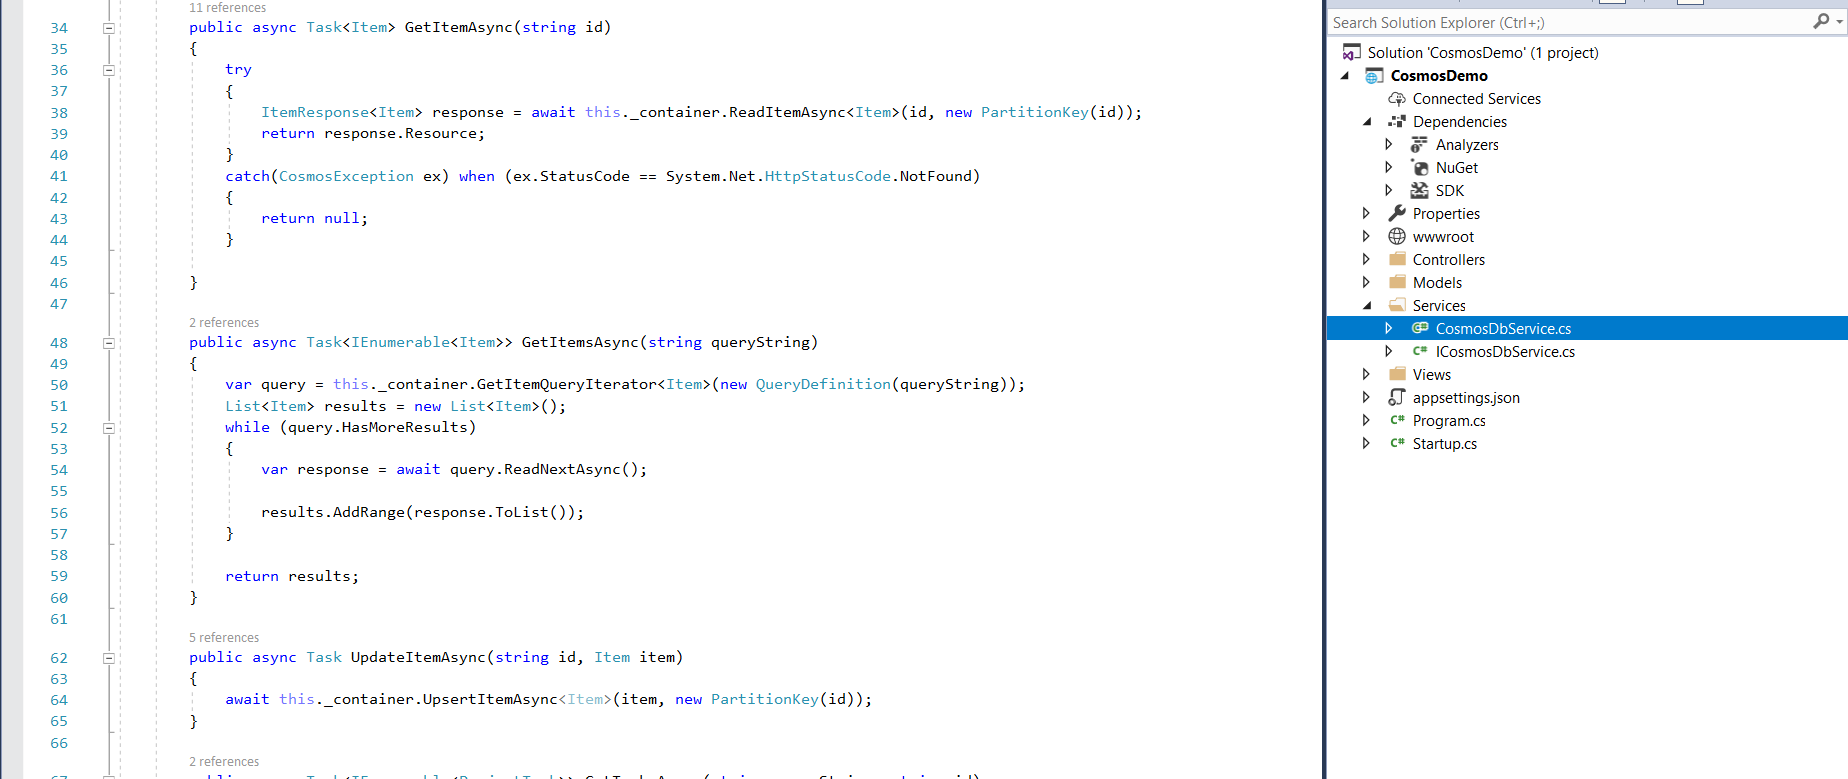 11 references
34 public async Task<Item> GetItemAsync(string id)
35 {
36 try
37 {
38 ItemResponse<Item> response = await this._container.ReadItemAsync<Item>(id, new PartitionKey(id));
39 return response.Resource;
40 }
41 catch(CosmosException ex) when (ex.StatusCode == System.Net.HttpStatusCode.NotFound)
42 {
43 return null;
44 }
45
46 }
47
2 references
48 public async Task<IEnumerable<Item>> GetItemsAsync(string queryString)
49 {
50 var query = this._container.GetItemQueryIterator<Item>(new QueryDefinition(queryString));
51 List<Item> results = new List<Item>();
52 while (query.HasMoreResults)
53 {
54 var response = await query.ReadNextAsync();
55
56 results.AddRange(response.ToList());
57 }
58
59 return results;
60 }
61
5 references
62 public async Task UpdateItemAsync(string id, Item item)
63 {
64 await this._container.UpsertItemAsync<Item>(item, new PartitionKey(id));
65 }
66
2 references
Search Solution Explorer (Ctrl+;)
Solution 'CosmosDemo' (1 project)
CosmosDemo
Connected Services
Dependencies
Analyzers
NuGet
SDK
Properties
wwwroot
Controllers
Models
Services
C# CosmosDbService.cs
C# ICosmosDbService.cs
Views
appsettings.json
C# Program.cs
C# Startup.cs